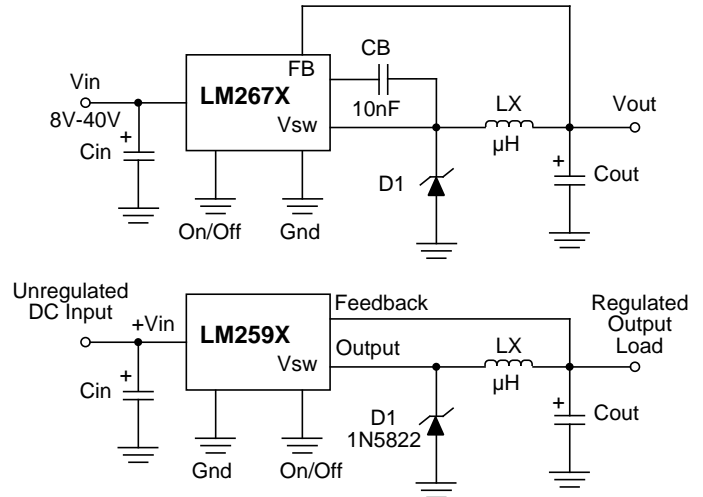 CB
FB
Vin
LM267X
8V-40V
10nF
LX
Vout
Vsw
+
Cin
µH
+
D1
Cout
On/Off
Gnd
Unregulated
DC Input
+Vin
Feedback
Regulated
Output
Load
LM259X
Output
LX
Vsw
+
Cin
µH
+
D1
1N5822
Cout
Gnd
On/Off